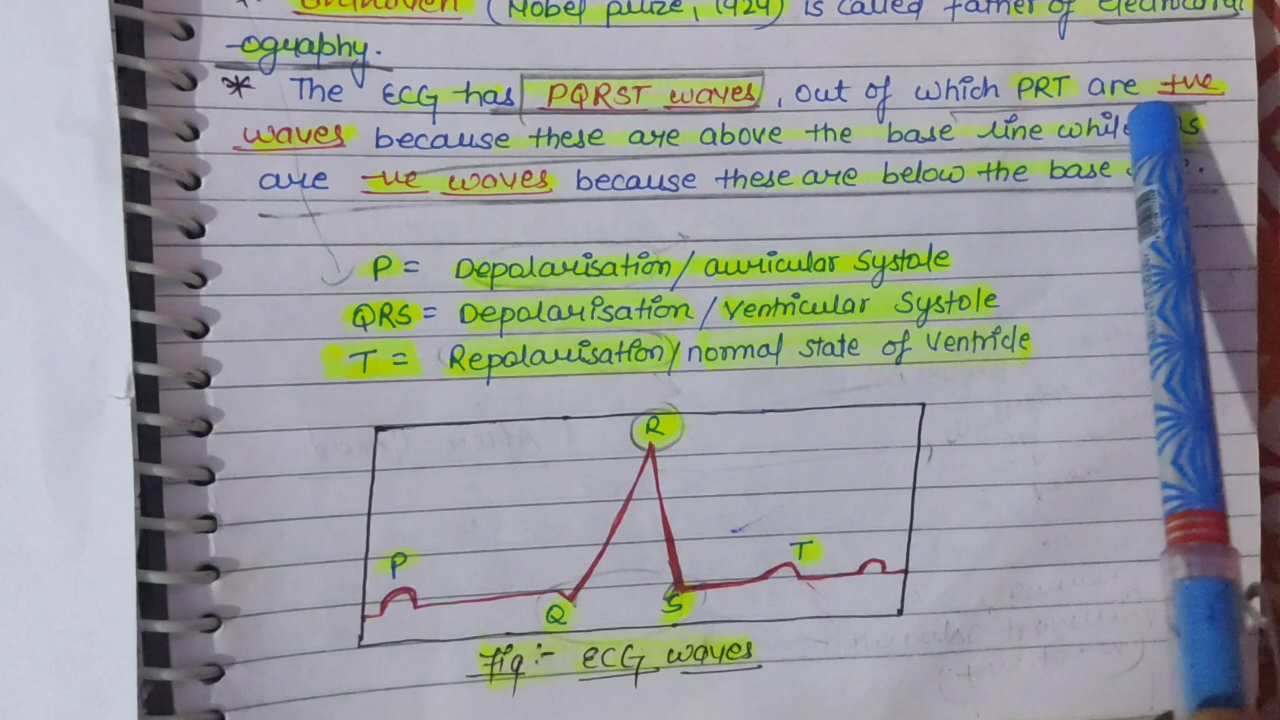 * Einthoven (Nobel prize, 1924) is called father of electrocardi
-ography.
* The ECG has PQRST waves, out of which PRT are +ve
waves because these are above the base line while
are -ve waves because these are below the base
P = Depolarisation/auricular Systole
QRS = Depolarisation/Ventricular Systole
T = Repolarisation/normal state of Ventricle
R
P
T
Q
S
fig:- ECG waves